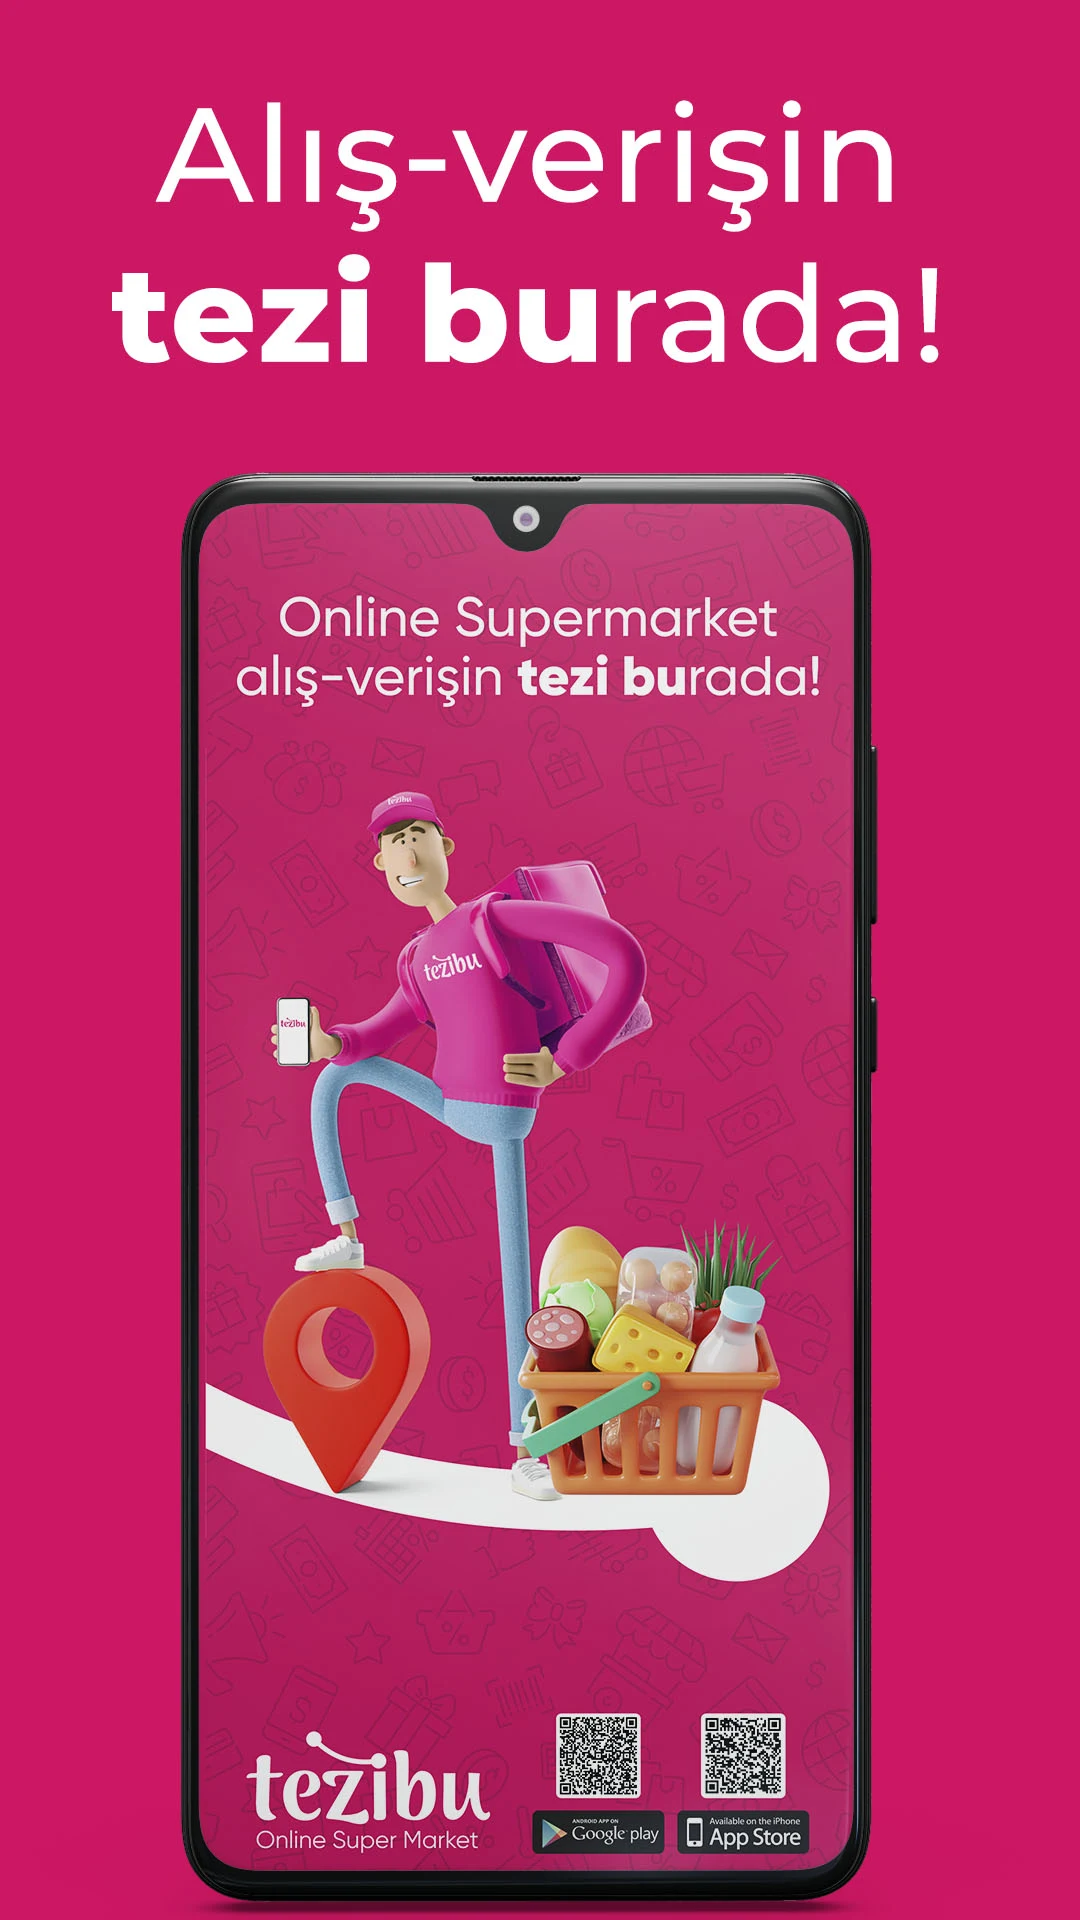 Alış-verişin
tezi burada!
Online Supermarket
alış-verişin tezi burada!
tezibu
tezibu
tezibu
tezibu
Online Super Market
ANDROID APP ON
Google play
Available on the iPhone
App Store